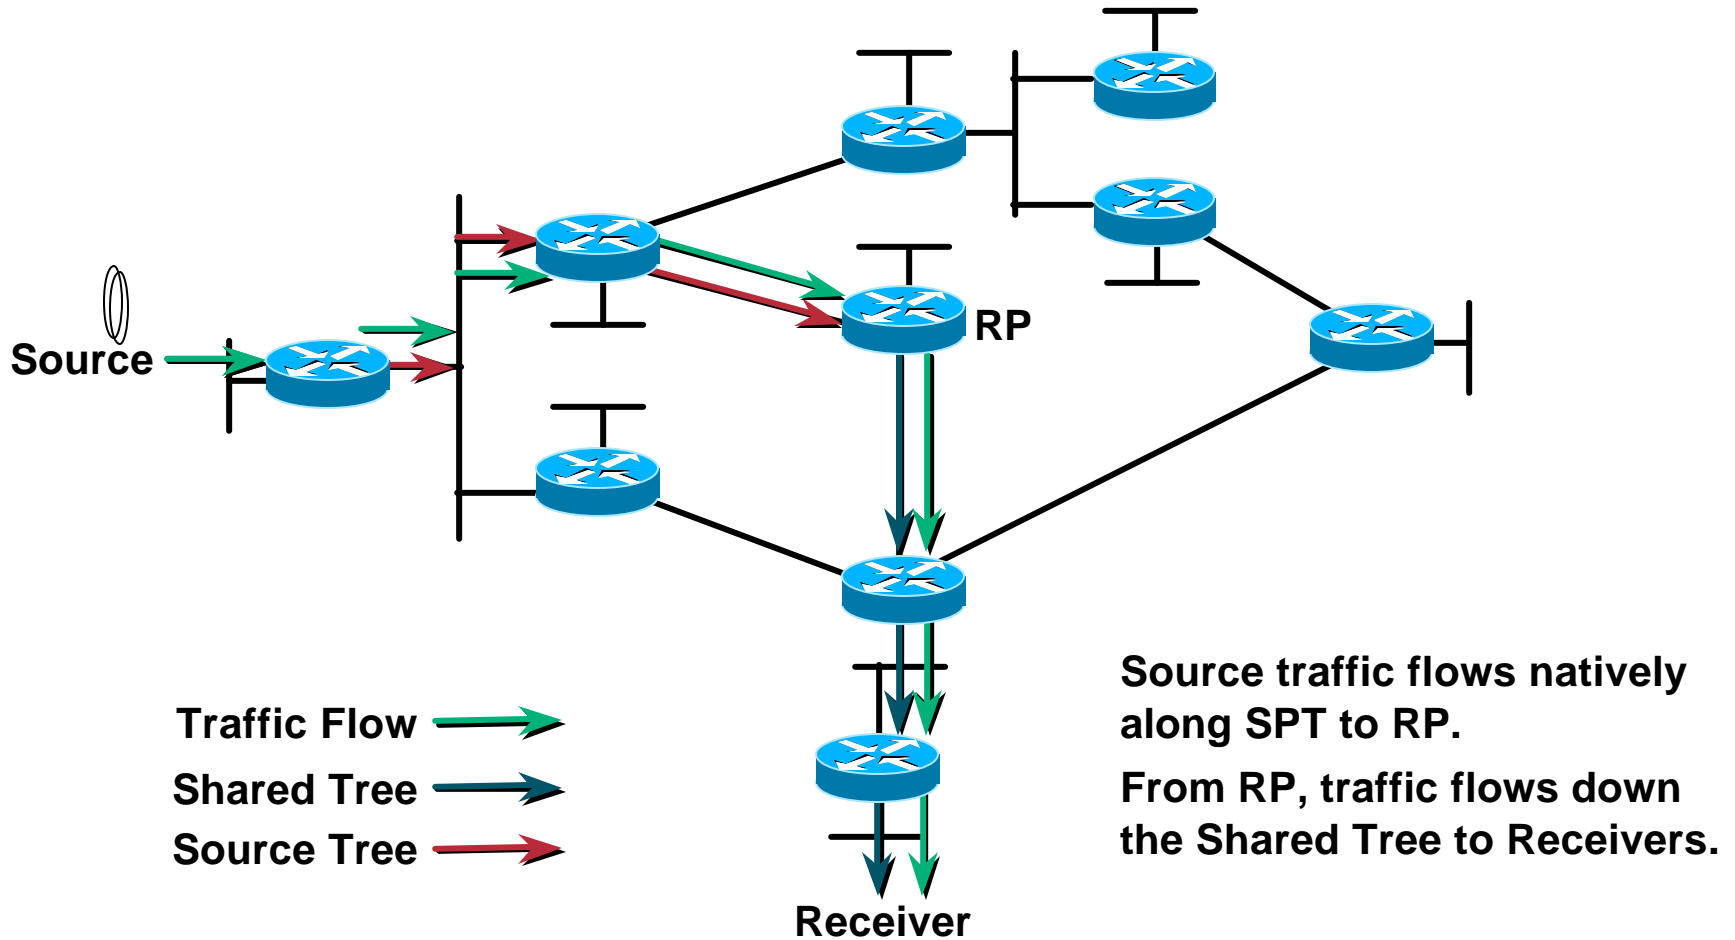 RP
Source
Traffic Flow
Shared Tree
Source Tree
Receiver
Source traffic flows natively
along SPT to RP.
From RP, traffic flows down
the Shared Tree to Receivers.